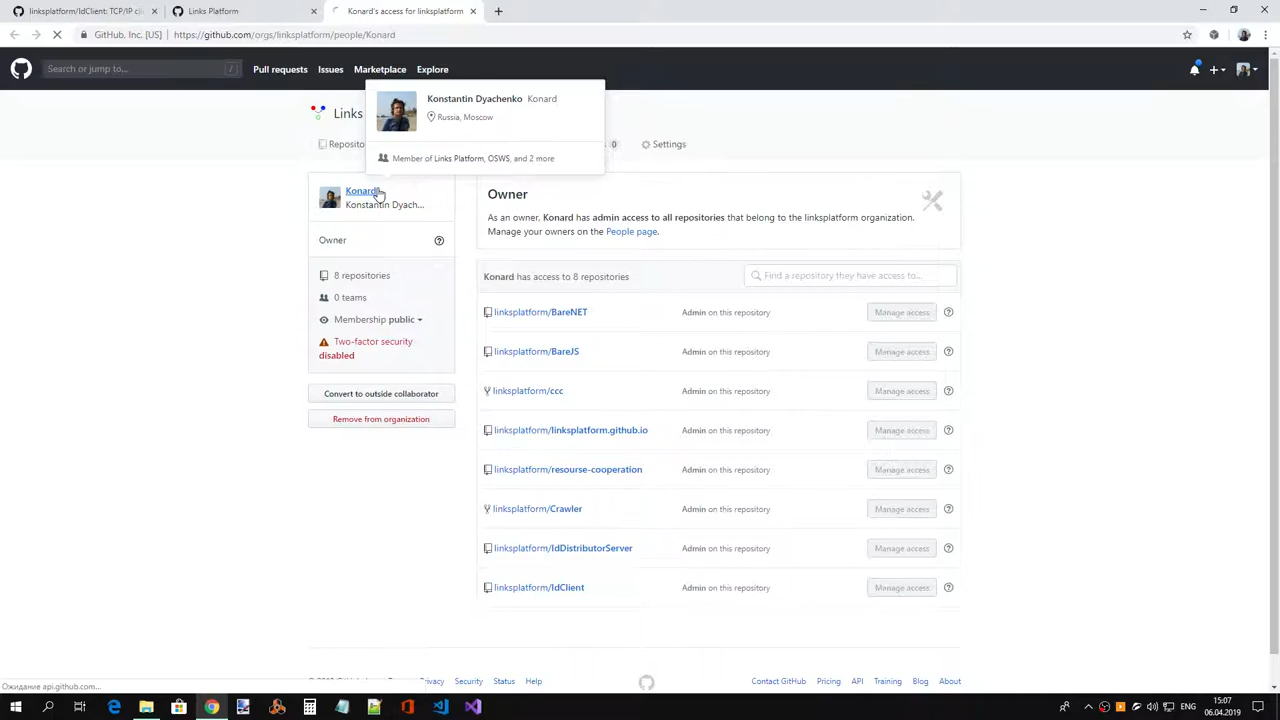 linksplatform/IdClient: TCP/IP cli
Links Platform
Konard's access for linksplatform
GitHub, Inc. [US]
https://github.com/orgs/linksplatform/people/Konard
Search or jump to...
/
Pull requests
Issues
Marketplace
Explore
Links
Konstantin Dyachenko Konard
Russia, Moscow
Member of Links Platform, OSWS, and 2 more
Reposito
0
Settings
Konard
Konstantin Dyach...
Owner
8 repositories
0 teams
Membership public
Two-factor security
disabled
Convert to outside collaborator
Remove from organization
Owner
As an owner, Konard has admin access to all repositories that belong to the linksplatform organization.
Manage your owners on the People page.
Konard has access to 8 repositories
Find a repository they have access to...
linksplatform/BareNET Admin on this repository Manage access
linksplatform/BareJS Admin on this repository Manage access
linksplatform/ccc Admin on this repository Manage access
linksplatform/linksplatform.github.io Admin on this repository Manage access
linksplatform/resourse-cooperation Admin on this repository Manage access
linksplatform/Crawler Admin on this repository Manage access
linksplatform/IdDistributorServer Admin on this repository Manage access
linksplatform/IdClient Admin on this repository Manage access
Security
Status
Help
Contact GitHub
Pricing
API
Training
Blog
About
Ожидание api.github.com...
ENG
15:07
06.04.2019